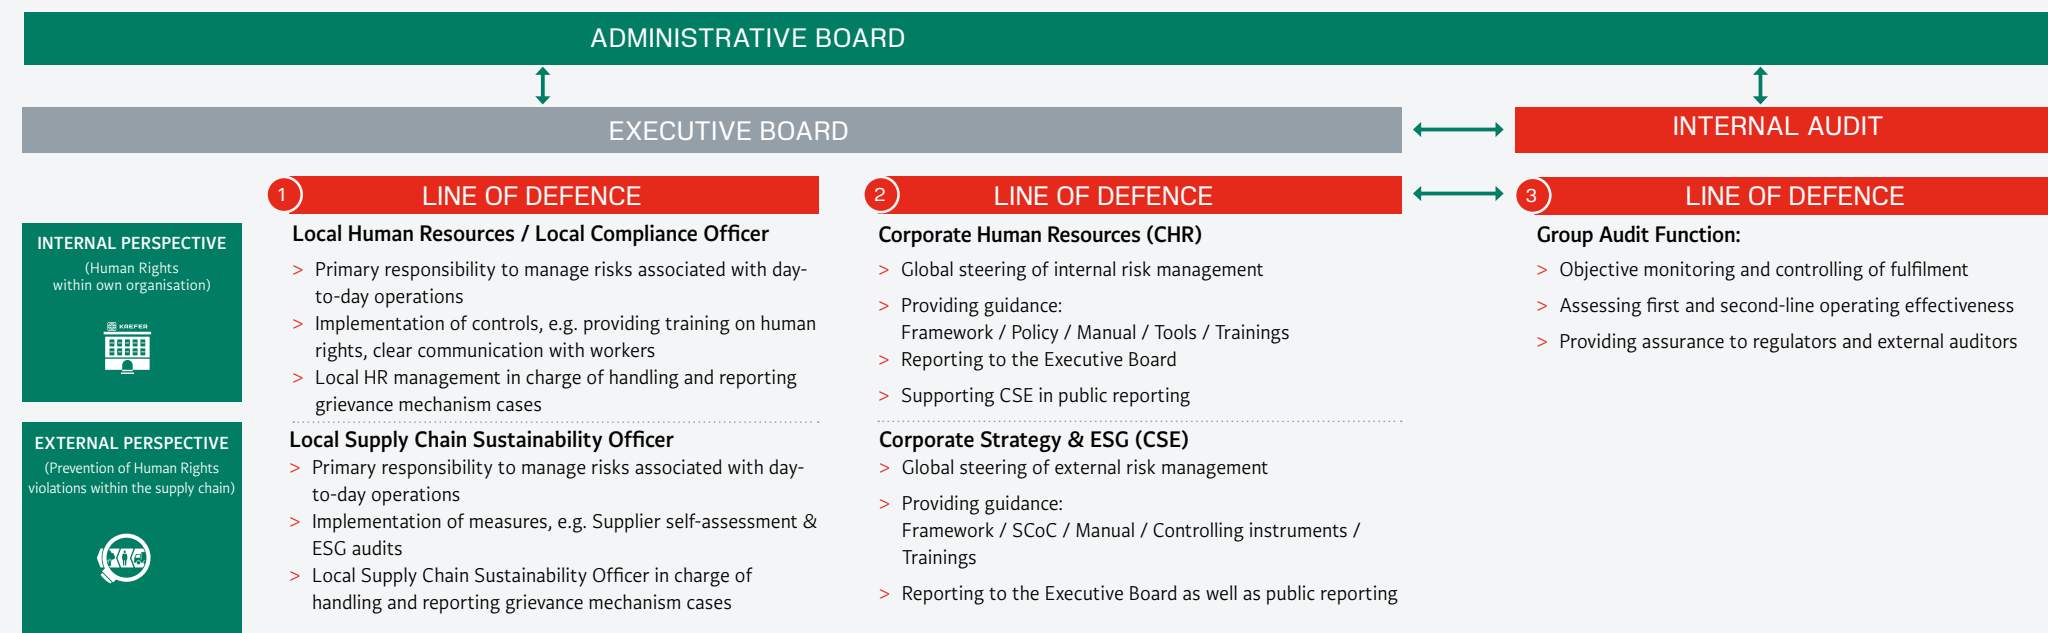 ADMINISTRATIVE BOARD
EXECUTIVE BOARD
INTERNAL AUDIT
1
LINE OF DEFENCE
2
LINE OF DEFENCE
3
LINE OF DEFENCE
INTERNAL PERSPECTIVE
(Human Rights
within own organisation)
KAEFER
Local Human Resources / Local Compliance Officer
> Primary responsibility to manage risks associated with day-
to-day operations
> Implementation of controls, e.g. providing training on human
rights, clear communication with workers
> Local HR management in charge of handling and reporting
grievance mechanism cases
Corporate Human Resources (CHR)
> Global steering of internal risk management
> Providing guidance:
Framework / Policy / Manual / Tools / Trainings
> Reporting to the Executive Board
> Supporting CSE in public reporting
Group Audit Function:
> Objective monitoring and controlling of fulfilment
> Assessing first and second-line operating effectiveness
> Providing assurance to regulators and external auditors
EXTERNAL PERSPECTIVE
(Prevention of Human Rights
violations within the supply chain)
Local Supply Chain Sustainability Officer
> Primary responsibility to manage risks associated with day-
to-day operations
> Implementation of measures, e.g. Supplier self-assessment &
ESG audits
> Local Supply Chain Sustainability Officer in charge of
handling and reporting grievance mechanism cases
Corporate Strategy & ESG (CSE)
> Global steering of external risk management
> Providing guidance:
Framework / SCoC / Manual / Controlling instruments /
Trainings
> Reporting to the Executive Board as well as public reporting